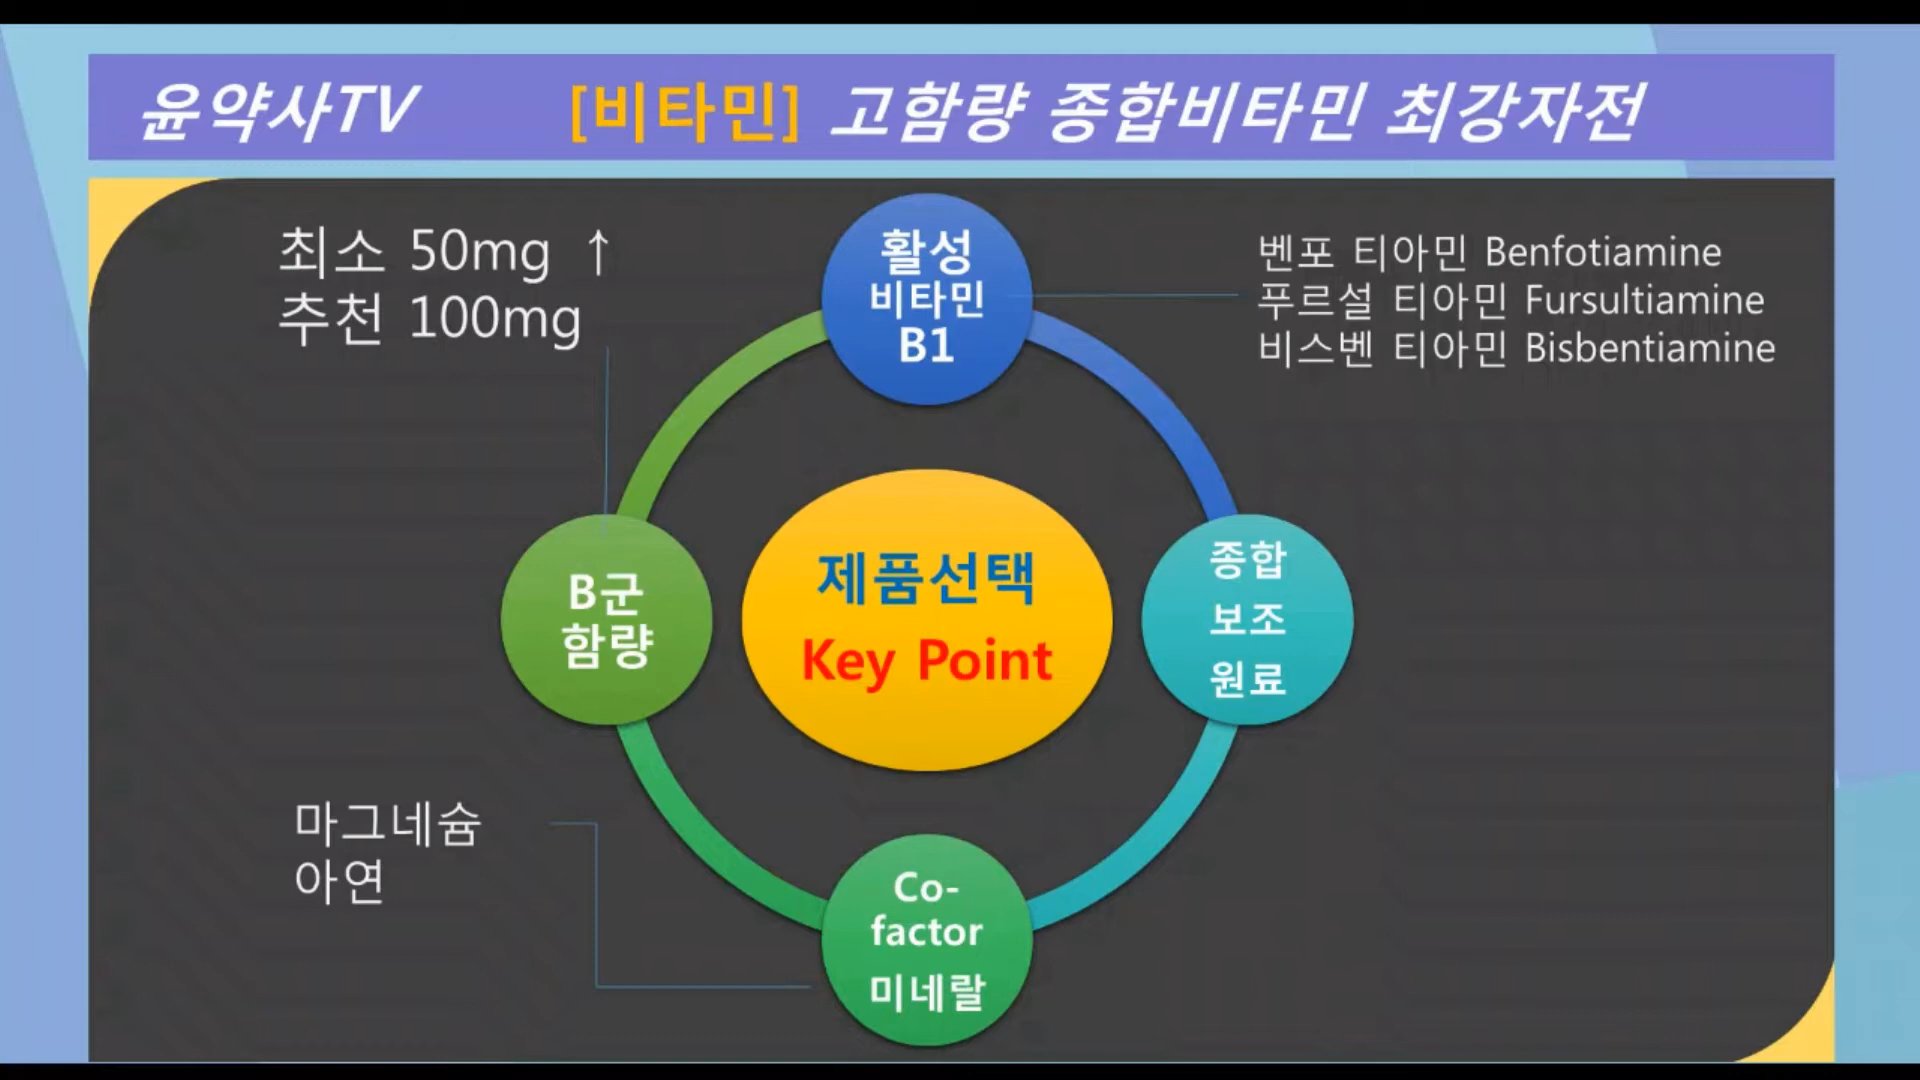 윤약사TV [비타민] 고함량 종합비타민 최강자전
최소 50mg ↑
추천 100mg
활성
비타민
B1
벤포 티아민 Benfotiamine
푸르설 티아민 Fursultiamine
비스벤 티아민 Bisbentiamine
B군
함량
제품선택
Key Point
종합
보조
원료
마그네슘
아연
Co-
factor
미네랄